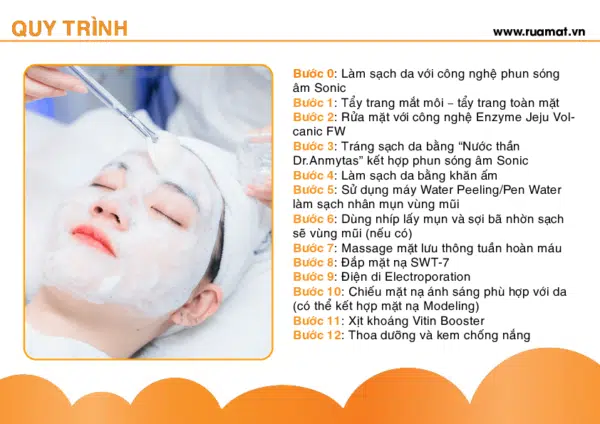 QUY TRÌNH
www.ruamat.vn
Bước 0: Làm sạch da với công nghệ phun sóng
âm Sonic
Bước 1: Tẩy trang mắt môi – tẩy trang toàn mặt
Bước 2: Rửa mặt với công nghệ Enzyme Jeju Vol-
canic FW
Bước 3: Tráng sạch da bằng “Nước thần
Dr.Anmytas” kết hợp phun sóng âm Sonic
Bước 4: Làm sạch da bằng khăn ấm
Bước 5: Sử dụng máy Water Peeling/Pen Water
làm sạch nhân mụn vùng mũi
Bước 6: Dùng nhíp lấy mụn và sợi bã nhờn sạch
sẽ vùng mũi (nếu có)
Bước 7: Massage mặt lưu thông tuần hoàn máu
Bước 8: Đắp mặt nạ SWT-7
Bước 9: Điện di Electroporation
Bước 10: Chiếu mặt nạ ánh sáng phù hợp với da
(có thể kết hợp mặt nạ Modeling)
Bước 11: Xịt khoáng Vitin Booster
Bước 12: Thoa dưỡng và kem chống nắng